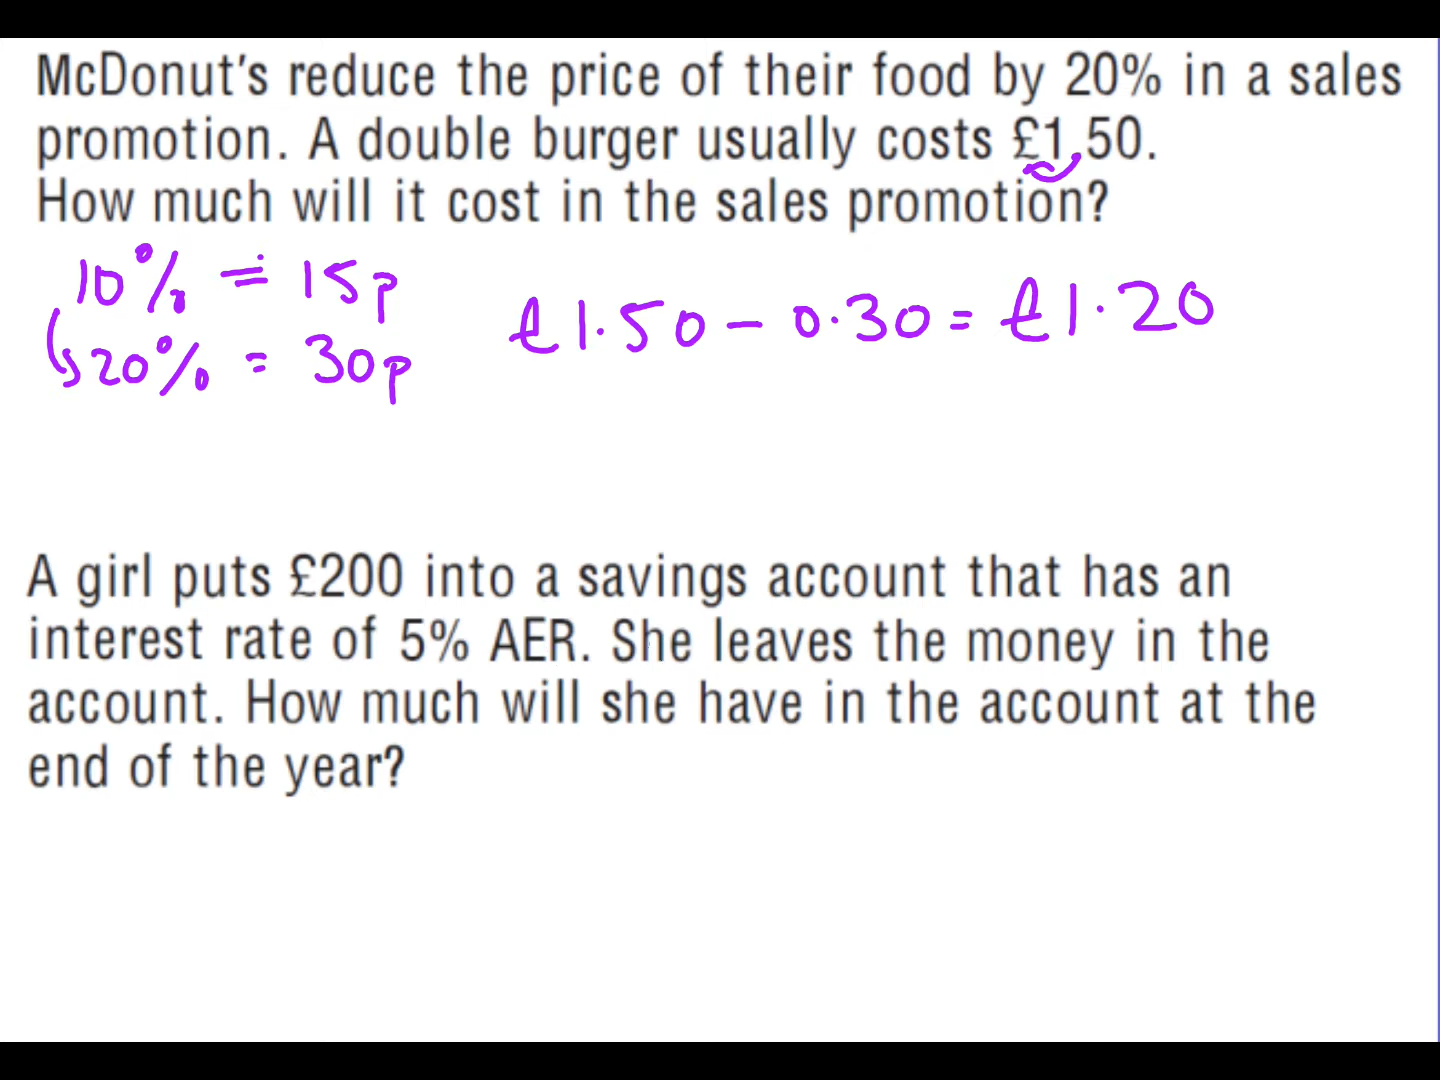 McDonut's reduce the price of their food by 20% in a sales
promotion. A double burger usually costs £1.50.
How much will it cost in the sales promotion?
10% = 15p
20% = 30p
£1.50 - 0.30 = £1.20
A girl puts £200 into a savings account that has an
interest rate of 5% AER. She leaves the money in the
account. How much will she have in the account at the
end of the year?